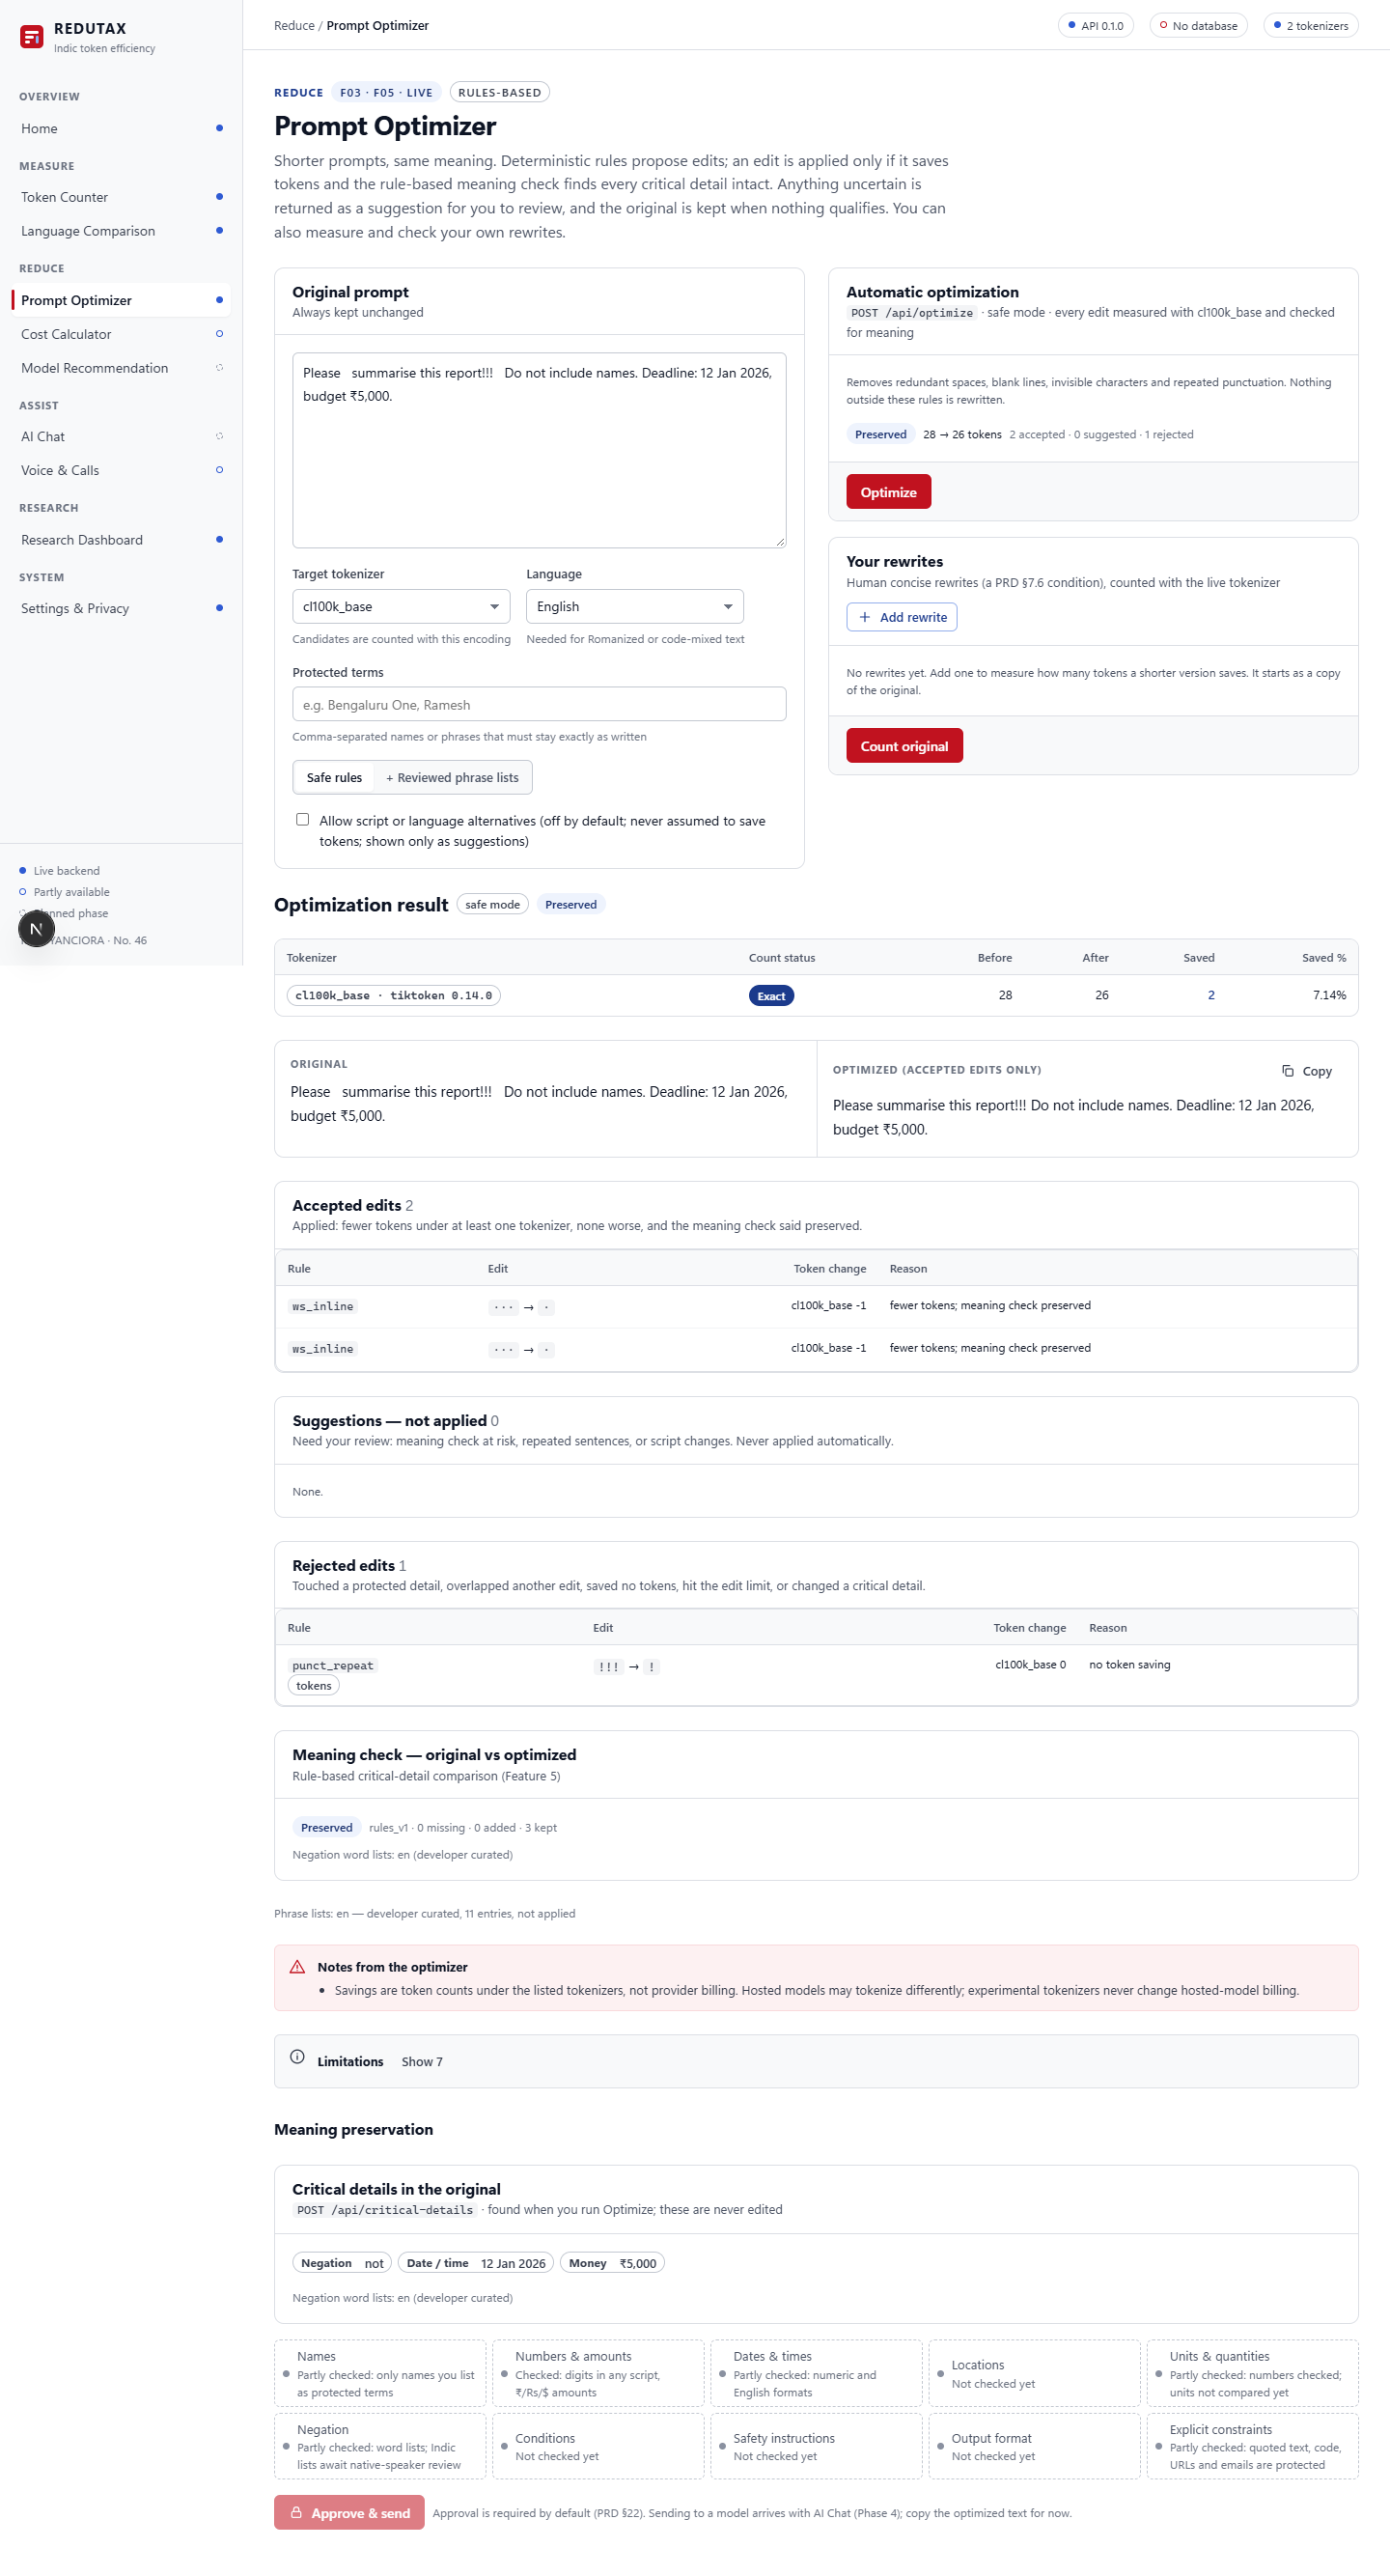 REDUTAX
Indic token efficiency
OVERVIEW
Home
MEASURE
Token Counter
Language Comparison
REDUCE
Prompt Optimizer
Cost Calculator
Model Recommendation
ASSIST
AI Chat
Voice & Calls
RESEARCH
Research Dashboard
SYSTEM
Settings & Privacy
Live backend
Partly available
nned phase
N
YANCIORA · No. 46
Reduce / Prompt Optimizer
API 0.1.0
No database
2 tokenizers
REDUCE F03 · F05 · LIVE RULES-BASED
Prompt Optimizer
Shorter prompts, same meaning. Deterministic rules propose edits; an edit is applied only if it saves
tokens and the rule-based meaning check finds every critical detail intact. Anything uncertain is
returned as a suggestion for you to review, and the original is kept when nothing qualifies. You can
also measure and check your own rewrites.
Original prompt
Always kept unchanged
Please   summarise this report!!!   Do not include names. Deadline: 12 Jan 2026,
budget ₹5,000.
Target tokenizer
cl100k_base
Candidates are counted with this encoding
Language
English
Needed for Romanized or code-mixed text
Protected terms
e.g. Bengaluru One, Ramesh
Comma-separated names or phrases that must stay exactly as written
Safe rules + Reviewed phrase lists
Allow script or language alternatives (off by default; never assumed to save
tokens; shown only as suggestions)
Automatic optimization
POST /api/optimize · safe mode · every edit measured with cl100k_base and checked
for meaning
Removes redundant spaces, blank lines, invisible characters and repeated punctuation. Nothing
outside these rules is rewritten.
Preserved 28 → 26 tokens 2 accepted · 0 suggested · 1 rejected
Optimize
Your rewrites
Human concise rewrites (a PRD §7.6 condition), counted with the live tokenizer
+ Add rewrite
No rewrites yet. Add one to measure how many tokens a shorter version saves. It starts as a copy
of the original.
Count original
Optimization result safe mode Preserved
Tokenizer Count status Before After Saved Saved %
cl100k_base · tiktoken 0.14.0 Exact 28 26 2 7.14%
ORIGINAL
Please   summarise this report!!!   Do not include names. Deadline: 12 Jan 2026,
budget ₹5,000.
OPTIMIZED (ACCEPTED EDITS ONLY) Copy
Please summarise this report!!! Do not include names. Deadline: 12 Jan 2026,
budget ₹5,000.
Accepted edits 2
Applied: fewer tokens under at least one tokenizer, none worse, and the meaning check said preserved.
Rule Edit Token change Reason
ws_inline ··· → · cl100k_base -1 fewer tokens; meaning check preserved
ws_inline ··· → · cl100k_base -1 fewer tokens; meaning check preserved
Suggestions — not applied 0
Need your review: meaning check at risk, repeated sentences, or script changes. Never applied automatically.
None.
Rejected edits 1
Touched a protected detail, overlapped another edit, saved no tokens, hit the edit limit, or changed a critical detail.
Rule Edit Token change Reason
punct_repeat !!! → ! cl100k_base 0 no token saving
tokens
Meaning check — original vs optimized
Rule-based critical-detail comparison (Feature 5)
Preserved rules_v1 · 0 missing · 0 added · 3 kept
Negation word lists: en (developer curated)
Phrase lists: en — developer curated, 11 entries, not applied
Notes from the optimizer
• Savings are token counts under the listed tokenizers, not provider billing. Hosted models may tokenize differently; experimental tokenizers never change hosted-model billing.
Limitations Show 7
Meaning preservation
Critical details in the original
POST /api/critical-details · found when you run Optimize; these are never edited
Negation not Date / time 12 Jan 2026 Money ₹5,000
Negation word lists: en (developer curated)
Names
Partly checked: only names you list
as protected terms
Numbers & amounts
Checked: digits in any script,
₹/Rs/$ amounts
Dates & times
Partly checked: numeric and
English formats
Locations
Not checked yet
Units & quantities
Partly checked: numbers checked;
units not compared yet
Negation
Partly checked: word lists; Indic
lists await native-speaker review
Conditions
Not checked yet
Safety instructions
Not checked yet
Output format
Not checked yet
Explicit constraints
Partly checked: quoted text, code,
URLs and emails are protected
Approve & send Approval is required by default (PRD §22). Sending to a model arrives with AI Chat (Phase 4); copy the optimized text for now.